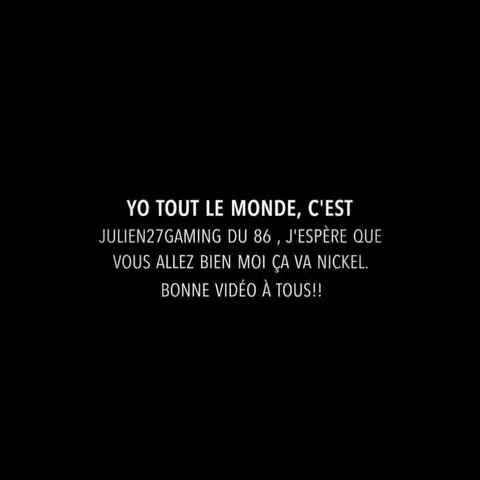 YO TOUT LE MONDE, C'EST
JULIEN27GAMING DU 86 , J'ESPÈRE QUE
VOUS ALLEZ BIEN MOI ÇA VA NICKEL.
BONNE VIDÉO À TOUS!!